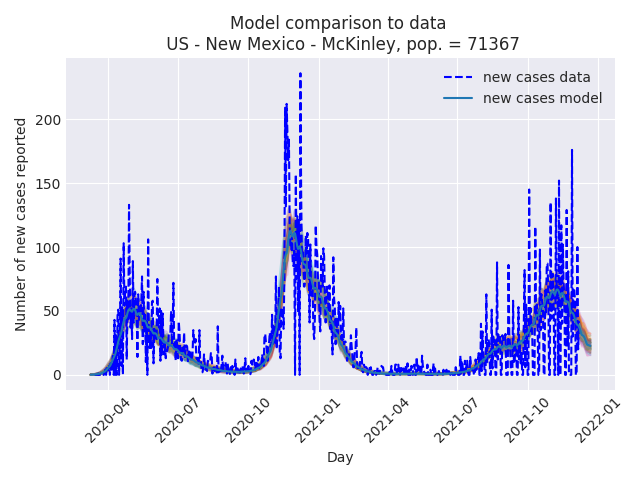 Model comparison to data
US - New Mexico - McKinley, pop. = 71367
new cases data
new cases model
Number of new cases reported
200
150
100
50
0
2020-04
2020-07
2020-10
2021-01
2021-04
2021-07
2021-10
2022-01
Day